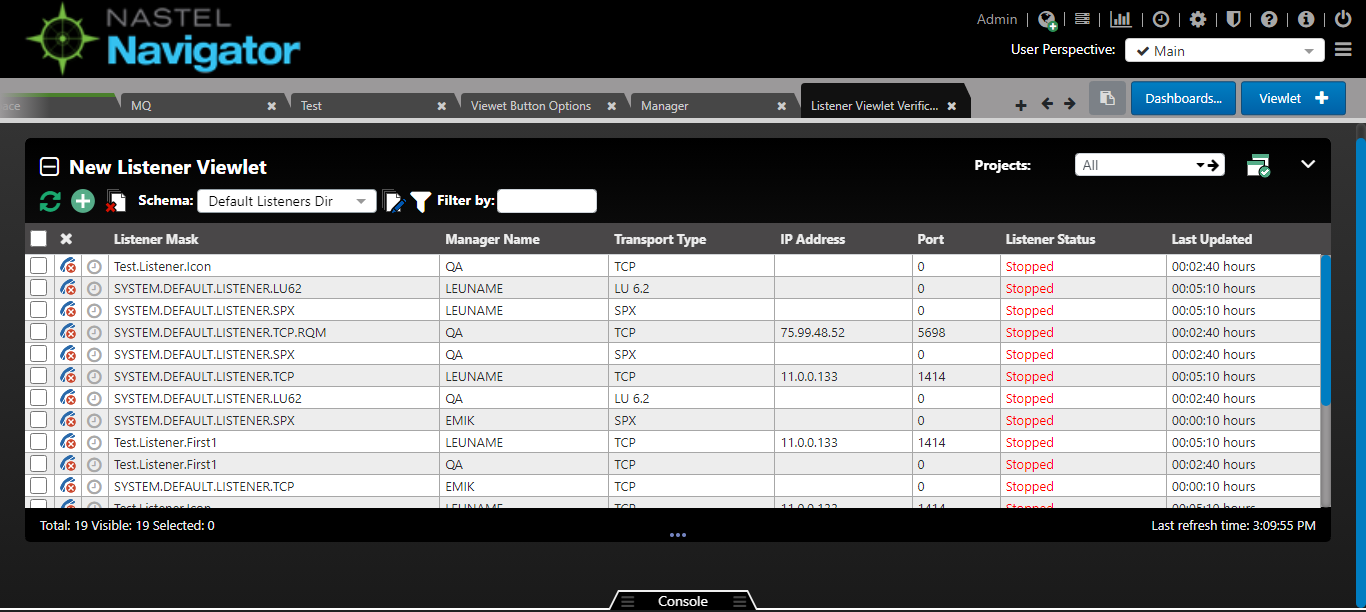 NASTEL
Navigator
Admin
User Perspective: Main
ace MQ Test Viewet Button Options Manager Listener Viewlet Verific... Dashboards... Viewlet
New Listener Viewlet Projects: All
Schema: Default Listeners Dir Filter by:
Listener Mask Manager Name Transport Type IP Address Port Listener Status Last Updated
Test.Listener.Icon QA TCP 0 Stopped 00:02:40 hours
SYSTEM.DEFAULT.LISTENER.LU62 LEUNAME LU 6.2 0 Stopped 00:05:10 hours
SYSTEM.DEFAULT.LISTENER.SPX LEUNAME SPX 0 Stopped 00:05:10 hours
SYSTEM.DEFAULT.LISTENER.TCP.RQM QA TCP 75.99.48.52 5698 Stopped 00:02:40 hours
SYSTEM.DEFAULT.LISTENER.SPX QA SPX 0 Stopped 00:02:40 hours
SYSTEM.DEFAULT.LISTENER.TCP LEUNAME TCP 11.0.0.133 1414 Stopped 00:05:10 hours
SYSTEM.DEFAULT.LISTENER.LU62 QA LU 6.2 0 Stopped 00:02:40 hours
SYSTEM.DEFAULT.LISTENER.SPX EMIK SPX 0 Stopped 00:00:10 hours
Test.Listener.First1 LEUNAME TCP 11.0.0.133 1414 Stopped 00:05:10 hours
Test.Listener.First1 QA TCP 0 Stopped 00:02:40 hours
SYSTEM.DEFAULT.LISTENER.TCP EMIK TCP 0 Stopped 00:00:10 hours
Test.Listener.Icon LEUNAME TCP 11.0.0.133 1414 Stopped 00:05:10 hours
Total: 19 Visible: 19 Selected: 0 Last refresh time: 3:09:55 PM
Console